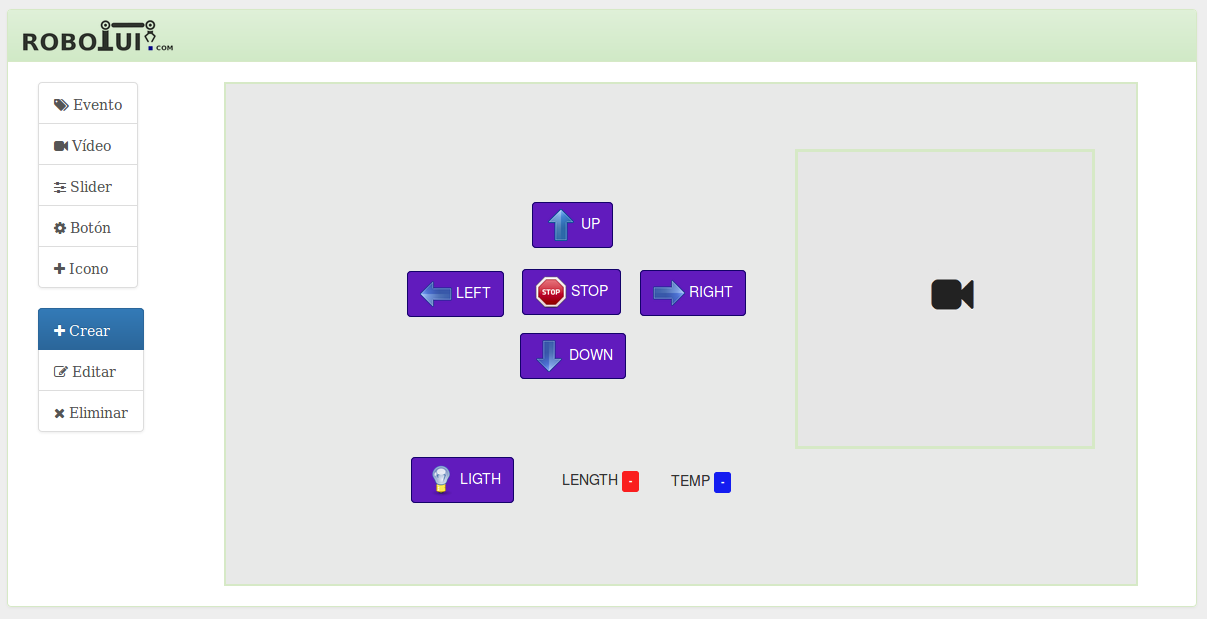 ROBOTUI.COM
Evento
Vídeo
Slider
Botón
Icono
Crear
Editar
Eliminar
UP
LEFT
STOP STOP
RIGHT
DOWN
LIGTH
LENGTH -
TEMP -